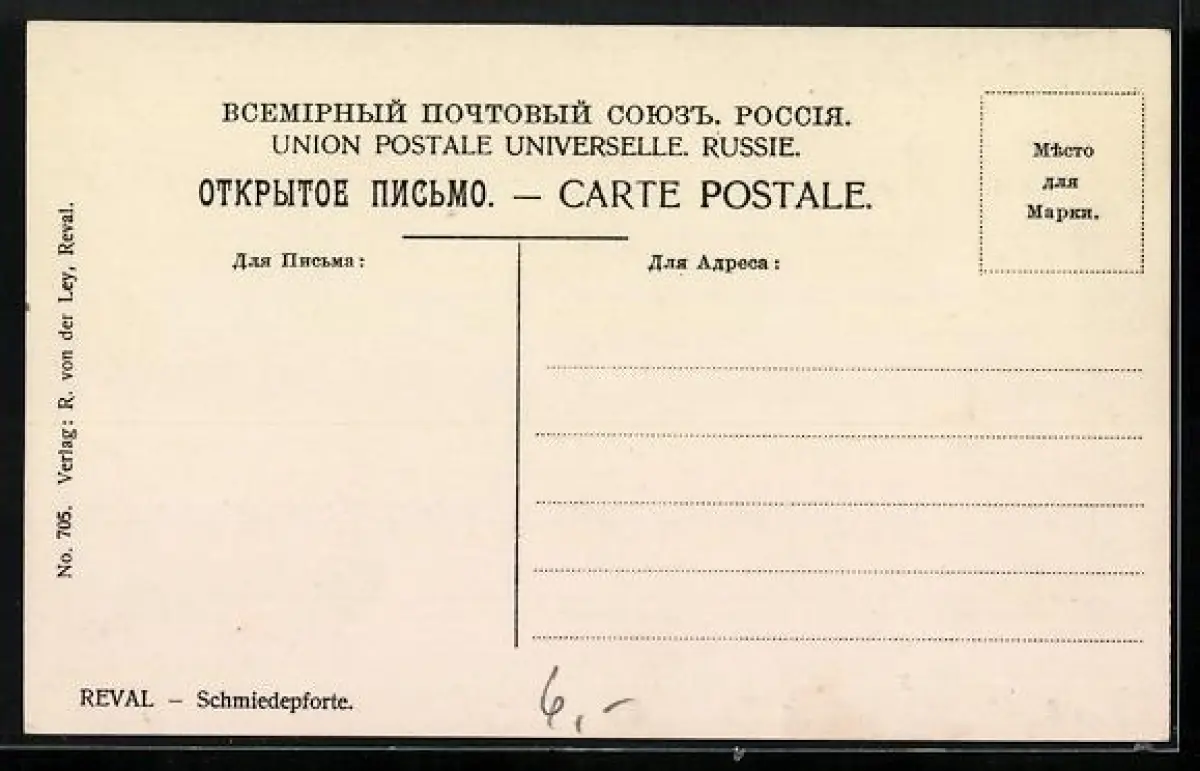 ВСЕМІРНЫЙ ПОЧТОВЫЙ СОЮЗЪ. РОССІЯ.
UNION POSTALE UNIVERSELLE. RUSSIE.
ОТКРЫТОЕ ПИСЬМО. — CARTE POSTALE.
Мѣсто
для
Марки.
Для Письма:
Для Адреса:
No. 705. Verlag: R. von der Ley, Reval.
REVAL — Schmiedepforte.
6,-